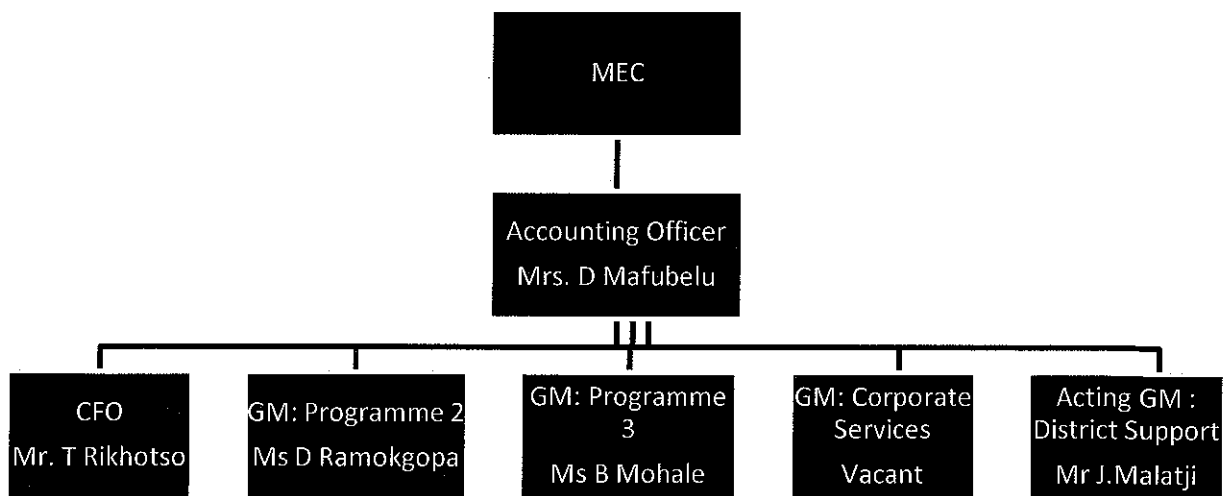 MEC
Accounting Officer
Mrs. D Mafubelu
CFO
Mr. T Rikhotso
GM: Programme 2
Ms D Ramokgopa
GM: Programme
3
Ms B Mohale
GM: Corporate
Services
Vacant
Acting GM :
District Support
Mr J.Malatji